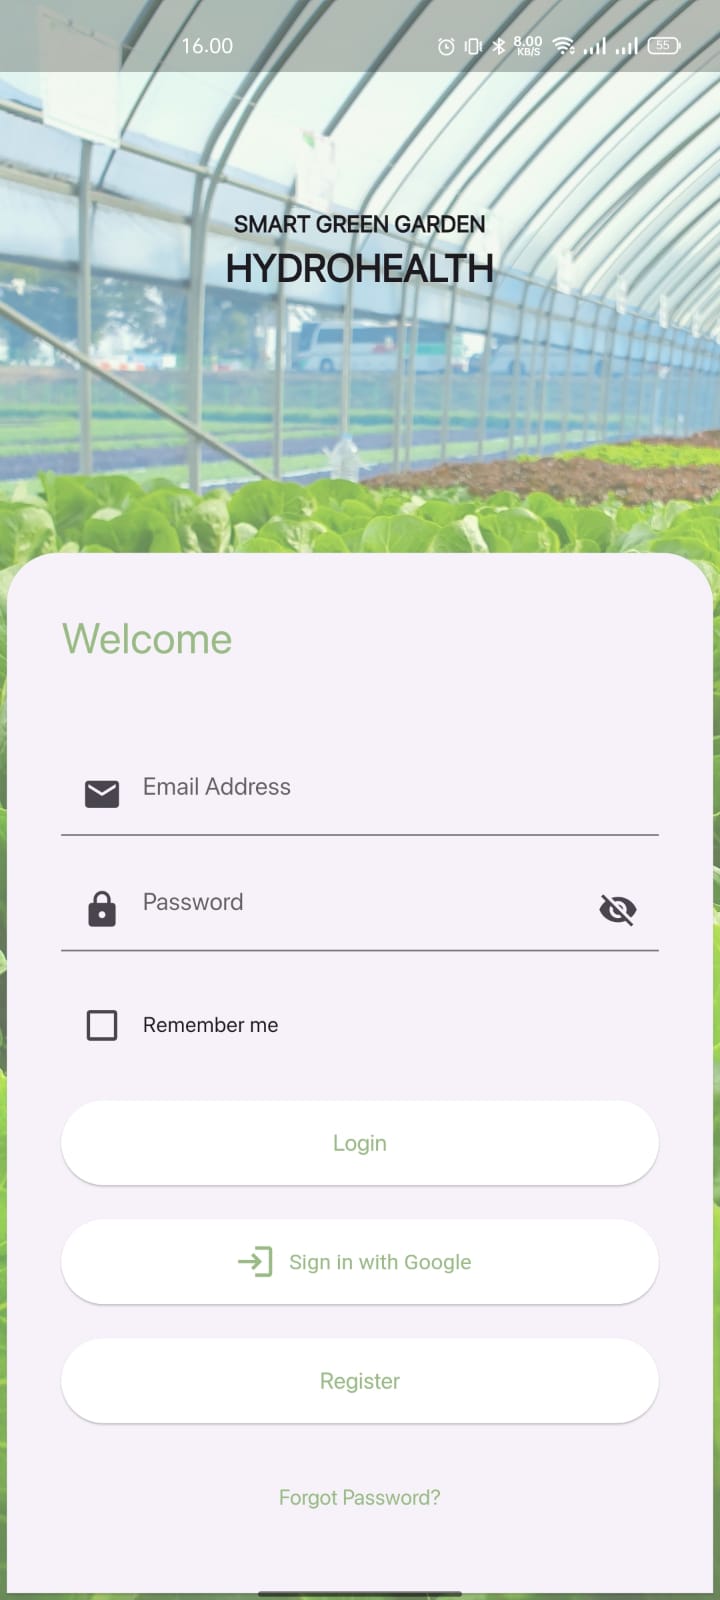 16.00
8.00
KB/S
55
SMART GREEN GARDEN
HYDROHEALTH
Welcome
Email Address
Password
Remember me
Login
Sign in with Google
Register
Forgot Password?